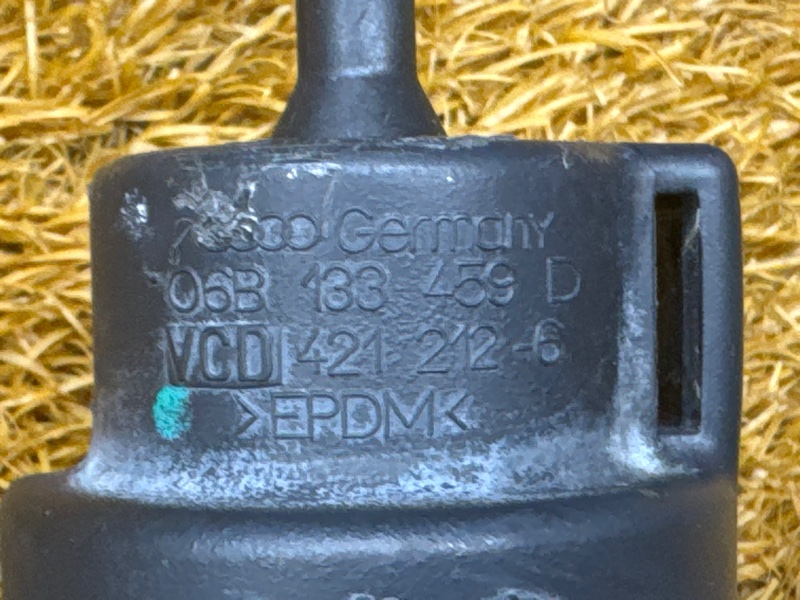 Germany
06B 133 459 D
VCD 421 212-6
>EPDM<